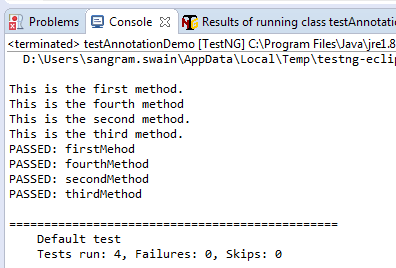 Problems Console Results of running class testAnnotatio
<terminated> testAnnotationDemo [TestNG] C:\Program Files\Java\jre1.8
D:\Users\sangram.swain\AppData\Local\Temp\testng-eclip
This is the first method.
This is the fourth method
This is the second method.
This is the third method.
PASSED: firstMehod
PASSED: fourthMethod
PASSED: secondMethod
PASSED: thirdMethod
===============================================
Default test
Tests run: 4, Failures: 0, Skips: 0